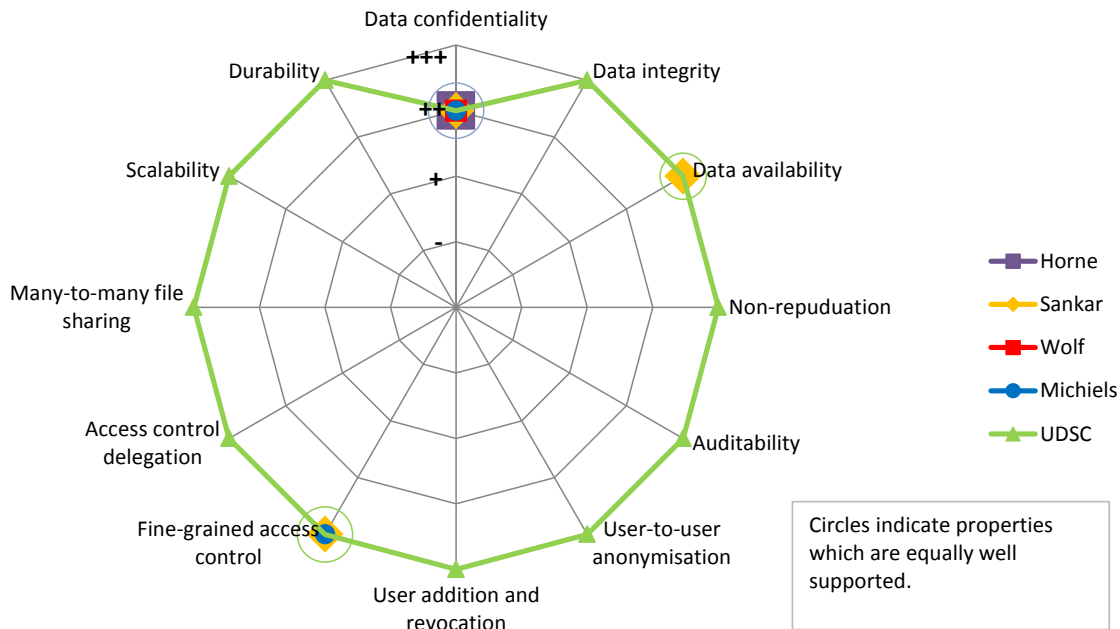 Data confidentiality
+++
Durability
Data integrity
++
Scalability
Data availability
+
-
Many-to-many file
sharing
Non-repuduation
Horne
Sankar
Wolf
Michiels
UDSC
Access control
delegation
Auditability
Fine-grained access
control
User-to-user
anonymisation
User addition and
revocation
Circles indicate properties
which are equally well
supported.